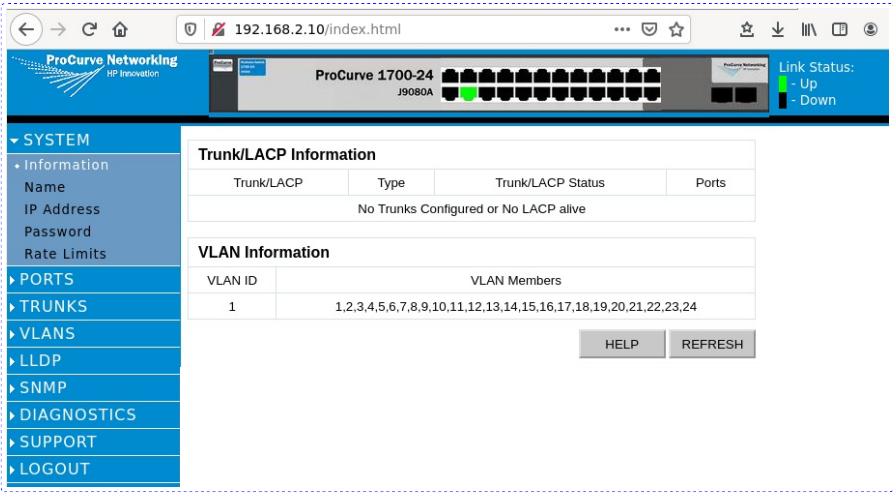 192.168.2.10/index.html
ProCurve Networking
HP Innovation
ProCurve 1700-24
J9080A
Link Status:
- Up
- Down
SYSTEM
Information
Name
IP Address
Password
Rate Limits
PORTS
TRUNKS
VLANS
LLDP
SNMP
DIAGNOSTICS
SUPPORT
LOGOUT
Trunk/LACP Information
Trunk/LACP Type Trunk/LACP Status Ports
No Trunks Configured or No LACP alive
VLAN Information
VLAN ID VLAN Members
1 1,2,3,4,5,6,7,8,9,10,11,12,13,14,15,16,17,18,19,20,21,22,23,24
HELP REFRESH